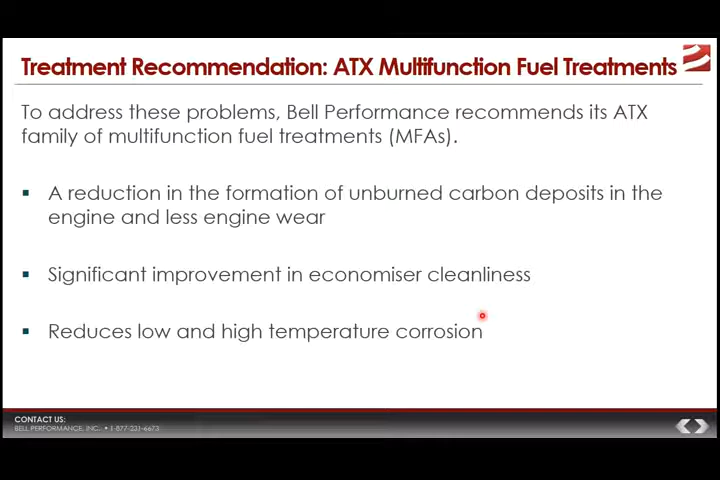 Treatment Recommendation: ATX Multifunction Fuel Treatments
To address these problems, Bell Performance recommends its ATX
family of multifunction fuel treatments (MFAs).
A reduction in the formation of unburned carbon deposits in the
engine and less engine wear
Significant improvement in economiser cleanliness
Reduces low and high temperature corrosion
CONTACT US:
BELL PERFORMANCE, INC. • 1-877-231-6673